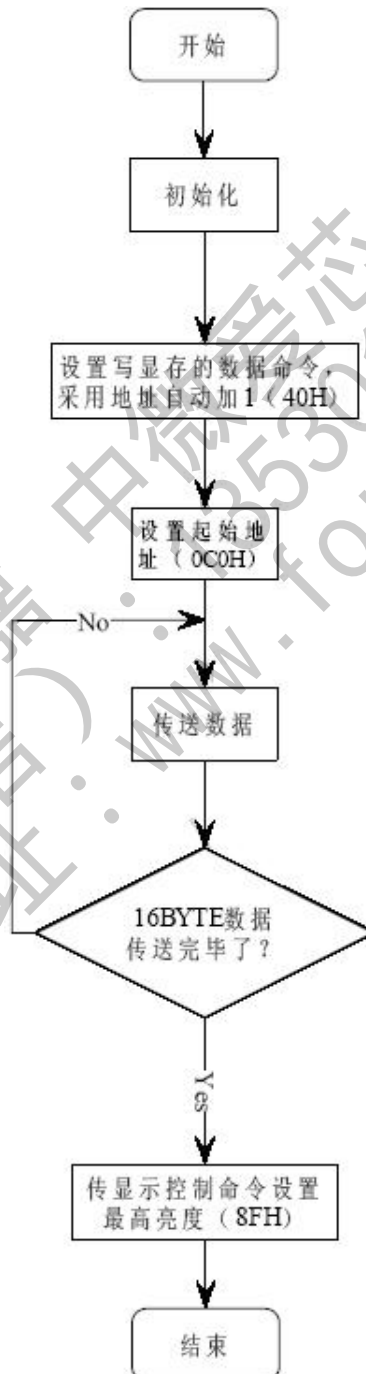 开始
初始化
设置写显存的数据命令，
采用地址自动加1（40H）
设置起始地
址（0C0H）
No
传送数据
16BYTE数据
传送完毕了？
Yes
传显示控制命令设置
最高亮度（8FH）
结束